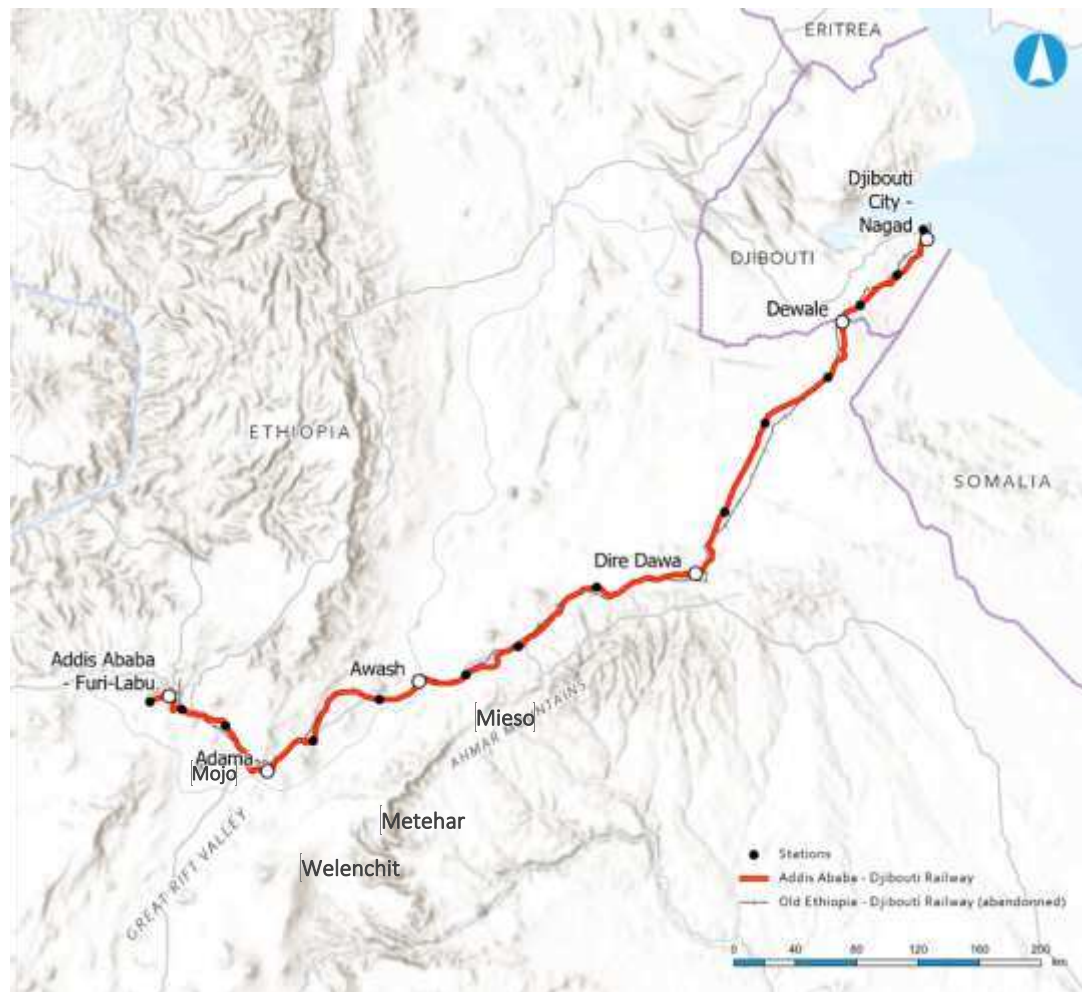 ERITREA
Djibouti
City -
Nagad
DJIBOUTI
Dewale
ETHIOPIA
SOMALIA
Dire Dawa
Addis Ababa
- Furi-Labu
Awash
Mieso
AHMAR MOUNTAINS
Adama
Mojo
Metehar
GREAT RIFT VALLEY
Welenchit
Stations
Addis Ababa - Djibouti Railway
Old Ethiopia - Djibouti Railway (abandonned)
0 40 80 120 160 200
km